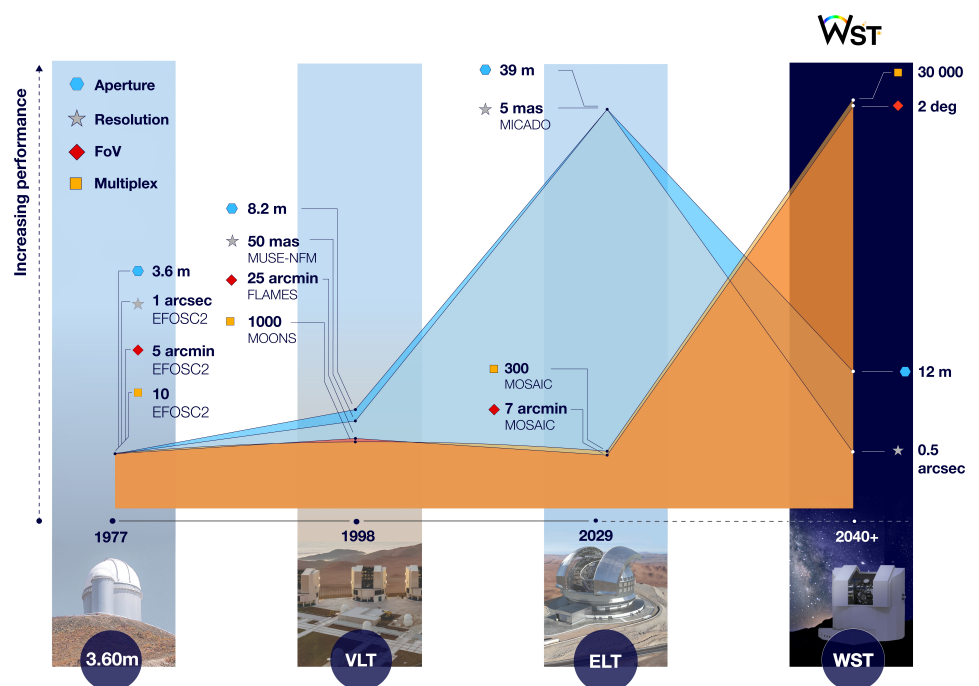 WST
Increasing performance
Aperture
Resolution
FoV
Multiplex
3.6 m
1 arcsec
EFOSC2
5 arcmin
EFOSC2
10
EFOSC2
8.2 m
50 mas
MUSE-NFM
25 arcmin
FLAMES
1000
MOONS
39 m
5 mas
MICADO
300
MOSAIC
7 arcmin
MOSAIC
30 000
2 deg
12 m
0.5
arcsec
1977
1998
2029
2040+
3.60m
VLT
ELT
WST